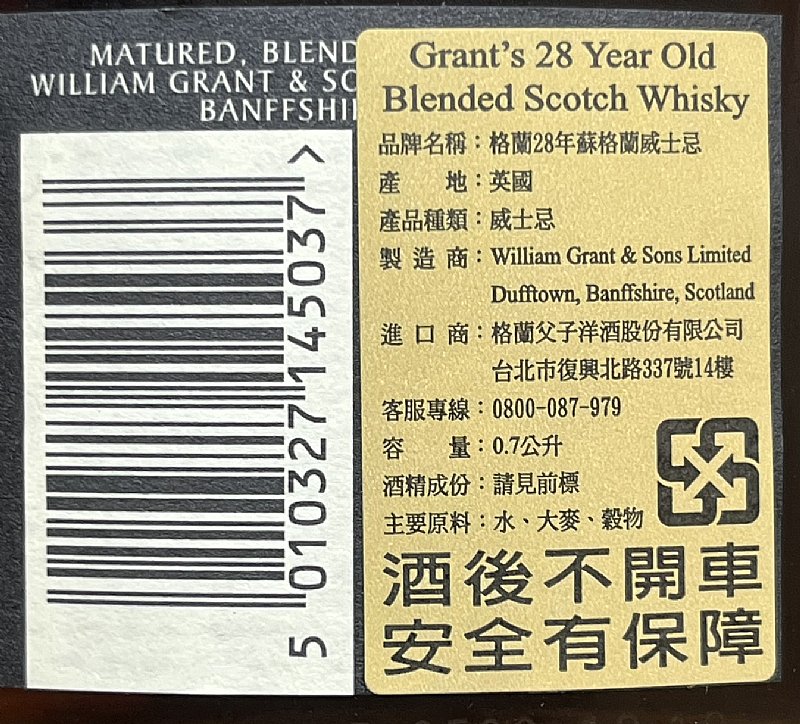 MATURED, BLEND
WILLIAM GRANT & SO
BANFFSHI
5 010327 145037 >
Grant's 28 Year Old
Blended Scotch Whisky
品牌名稱：格蘭28年蘇格蘭威士忌
產 地：英國
產品種類：威士忌
製造商：William Grant & Sons Limited
Dufftown, Banffshire, Scotland
進口商：格蘭父子洋酒股份有限公司
台北市復興北路337號14樓
客服專線：0800-087-979
容 量：0.7公升
酒精成份：請見前標
主要原料：水、大麥、穀物
酒後不開車
安全有保障